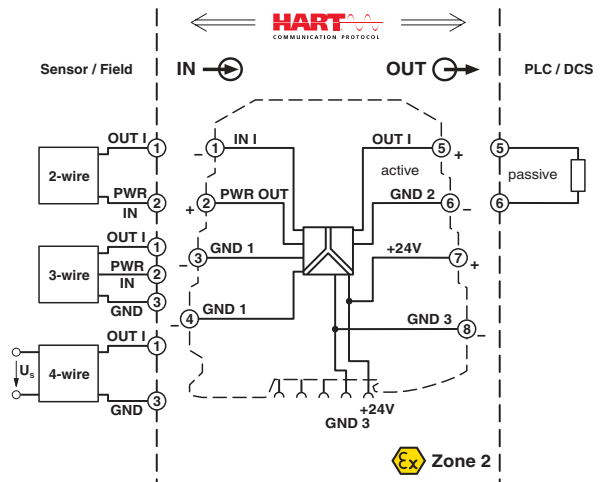 HART
COMMUNICATION PROTOCOL
Sensor / Field
IN
OUT
PLC / DCS
OUT I
1
2-wire
PWR
IN
2
OUT I
1
3-wire
PWR
2
IN
GND
3
OUT I
1
Us
4-wire
GND
3
1
IN I
−
2
PWR OUT
+
3
GND 1
−
4
GND 1
−
OUT I
5
+
active
GND 2
6
−
+24V
7
+
GND 3
8
−
5
passive
6
+24V
GND 3
Ex
Zone 2